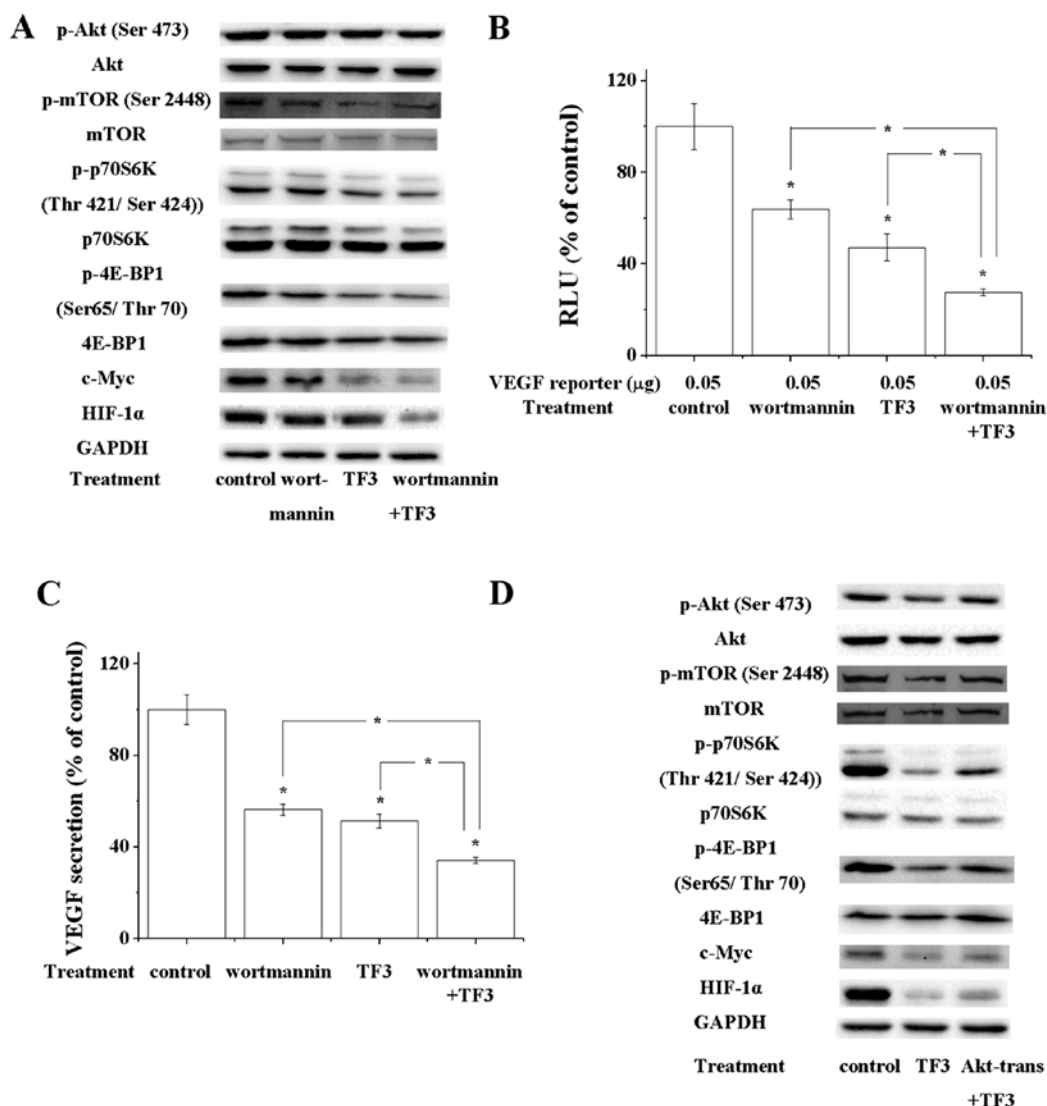 A
p-Akt (Ser 473)
Akt
p-mTOR (Ser 2448)
mTOR
p-p70S6K
(Thr 421/ Ser 424))
p70S6K
p-4E-BP1
(Ser65/ Thr 70)
4E-BP1
c-Myc
HIF-1α
GAPDH
Treatment control wort- TF3 wortmannin
mannin +TF3
B
RLU (% of control)
120
80
40
0
* * * * *
VEGF reporter (µg) 0.05 0.05 0.05 0.05
Treatment control wortmannin TF3 wortmannin
+TF3
C
VEGF secretion (% of control)
120
80
40
0
* * * * *
Treatment control wortmannin TF3 wortmannin
+TF3
D
p-Akt (Ser 473)
Akt
p-mTOR (Ser 2448)
mTOR
p-p70S6K
(Thr 421/ Ser 424))
p70S6K
p-4E-BP1
(Ser65/ Thr 70)
4E-BP1
c-Myc
HIF-1α
GAPDH
Treatment control TF3 Akt-trans
+TF3